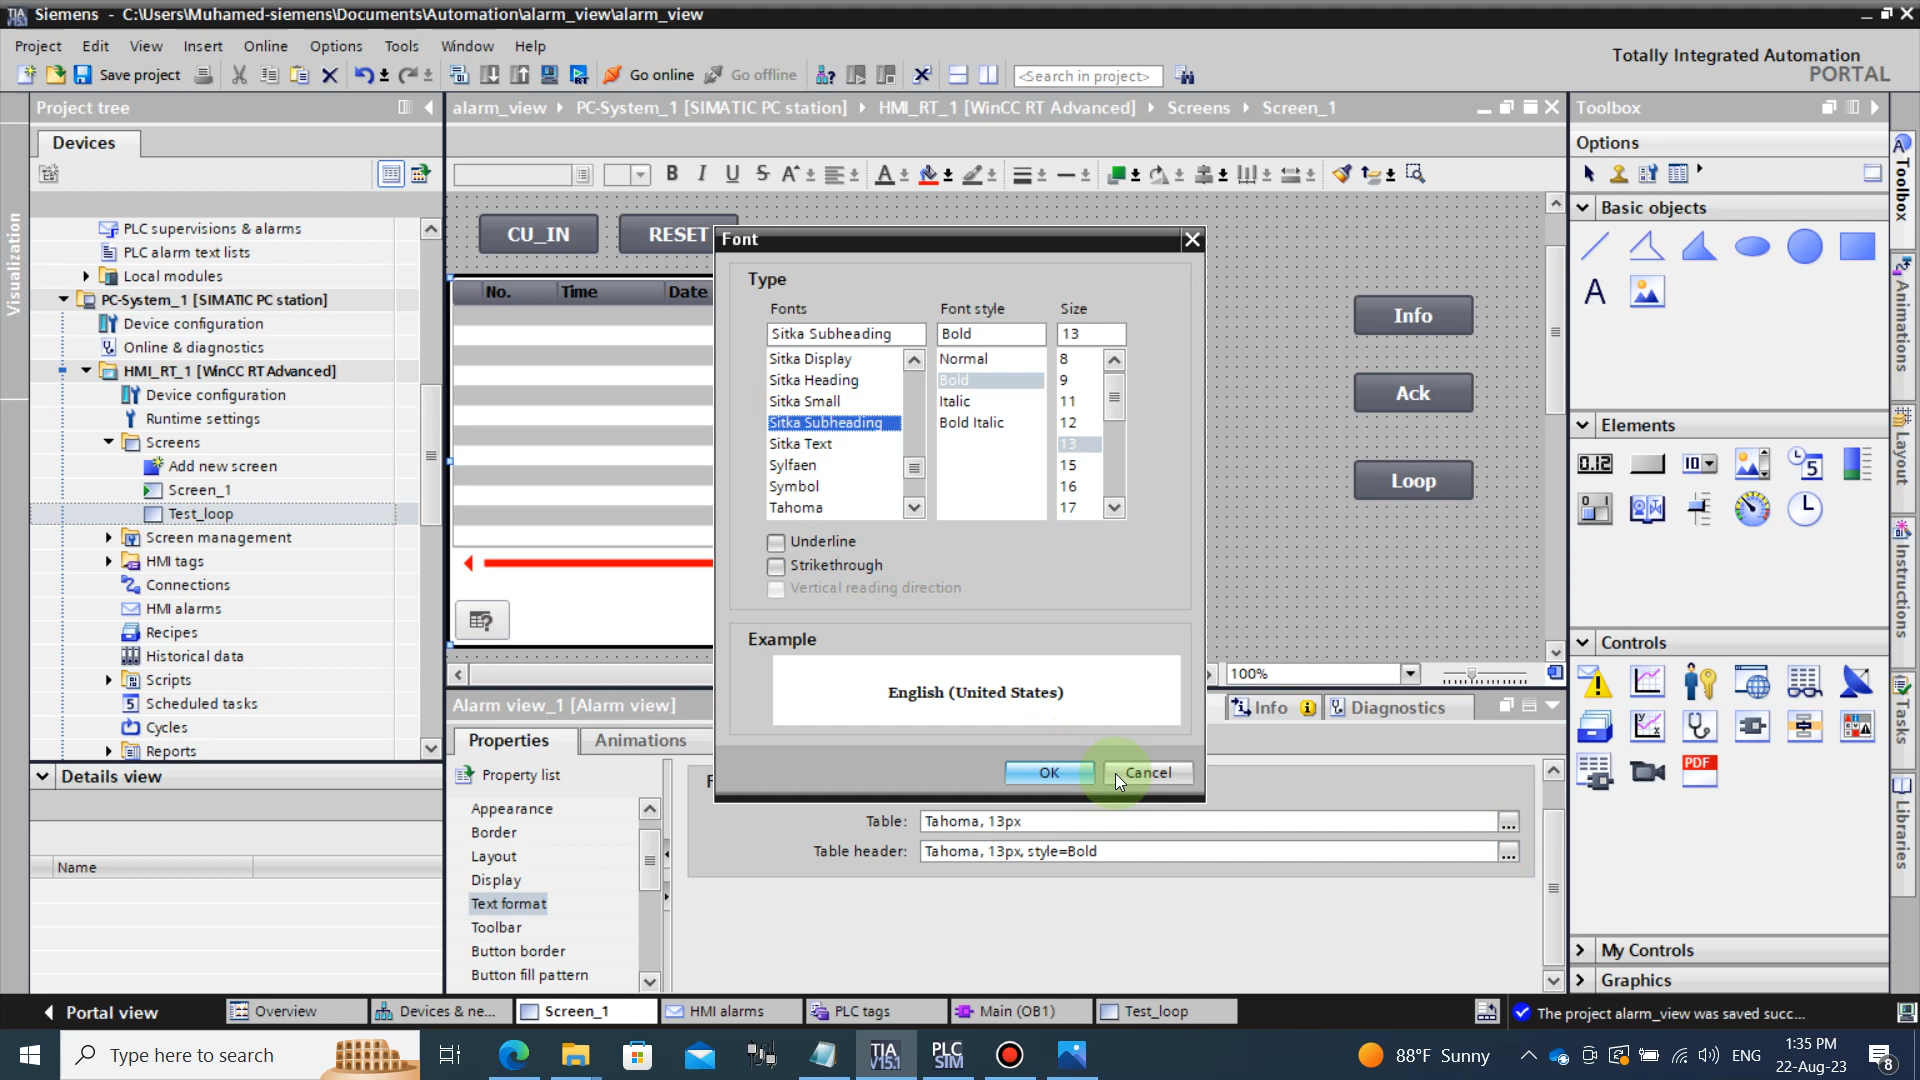 Siemens - C:\Users\Muhamed-siemens\Documents\Automation\alarm_view\alarm_view
Project Edit View Insert Online Options Tools Window Help
Totally Integrated Automation
PORTAL
Save project Go online Go offline <Search in project>
Project tree
alarm_view PC-System_1 [SIMATIC PC station] HMI_RT_1 [WinCC RT Advanced] Screens Screen_1
Toolbox
Devices
Options
Visualization
PLC supervisions & alarms
PLC alarm text lists
Local modules
PC-System_1 [SIMATIC PC station]
Device configuration
Online & diagnostics
HMI_RT_1 [WinCC RT Advanced]
Device configuration
Runtime settings
Screens
Add new screen
Screen_1
Test_loop
Screen management
HMI tags
Connections
HMI alarms
Recipes
Historical data
Scripts
Scheduled tasks
Cycles
Reports
Details view
Name
CU_IN RESET
No. Time Date
Info
Ack
Loop
100%
Font
Type
Fonts Font style Size
Sitka Subheading Bold 13
Sitka Display Normal 8
Sitka Heading Bold 9
Sitka Small Italic 11
Sitka Subheading Bold Italic 12
Sitka Text 13
Sylfaen 15
Symbol 16
Tahoma 17
Underline
Strikethrough
Vertical reading direction
Example
English (United States)
OK Cancel
Alarm view_1 [Alarm view]
Info Diagnostics
Properties Animations
Property list
Appearance
Border
Layout
Display
Text format
Toolbar
Button border
Button fill pattern
Table: Tahoma, 13px
Table header: Tahoma, 13px, style=Bold
Basic objects
Elements
Controls
PDF
My Controls
Graphics
Toolbox
Animations
Layout
Instructions
Tasks
Libraries
Portal view Overview Devices & ne... Screen_1 HMI alarms PLC tags Main (OB1) Test_loop
The project alarm_view was saved succ...
Type here to search
TIA V15.1
PLC SIM
88°F Sunny
ENG
1:35 PM
22-Aug-23
8